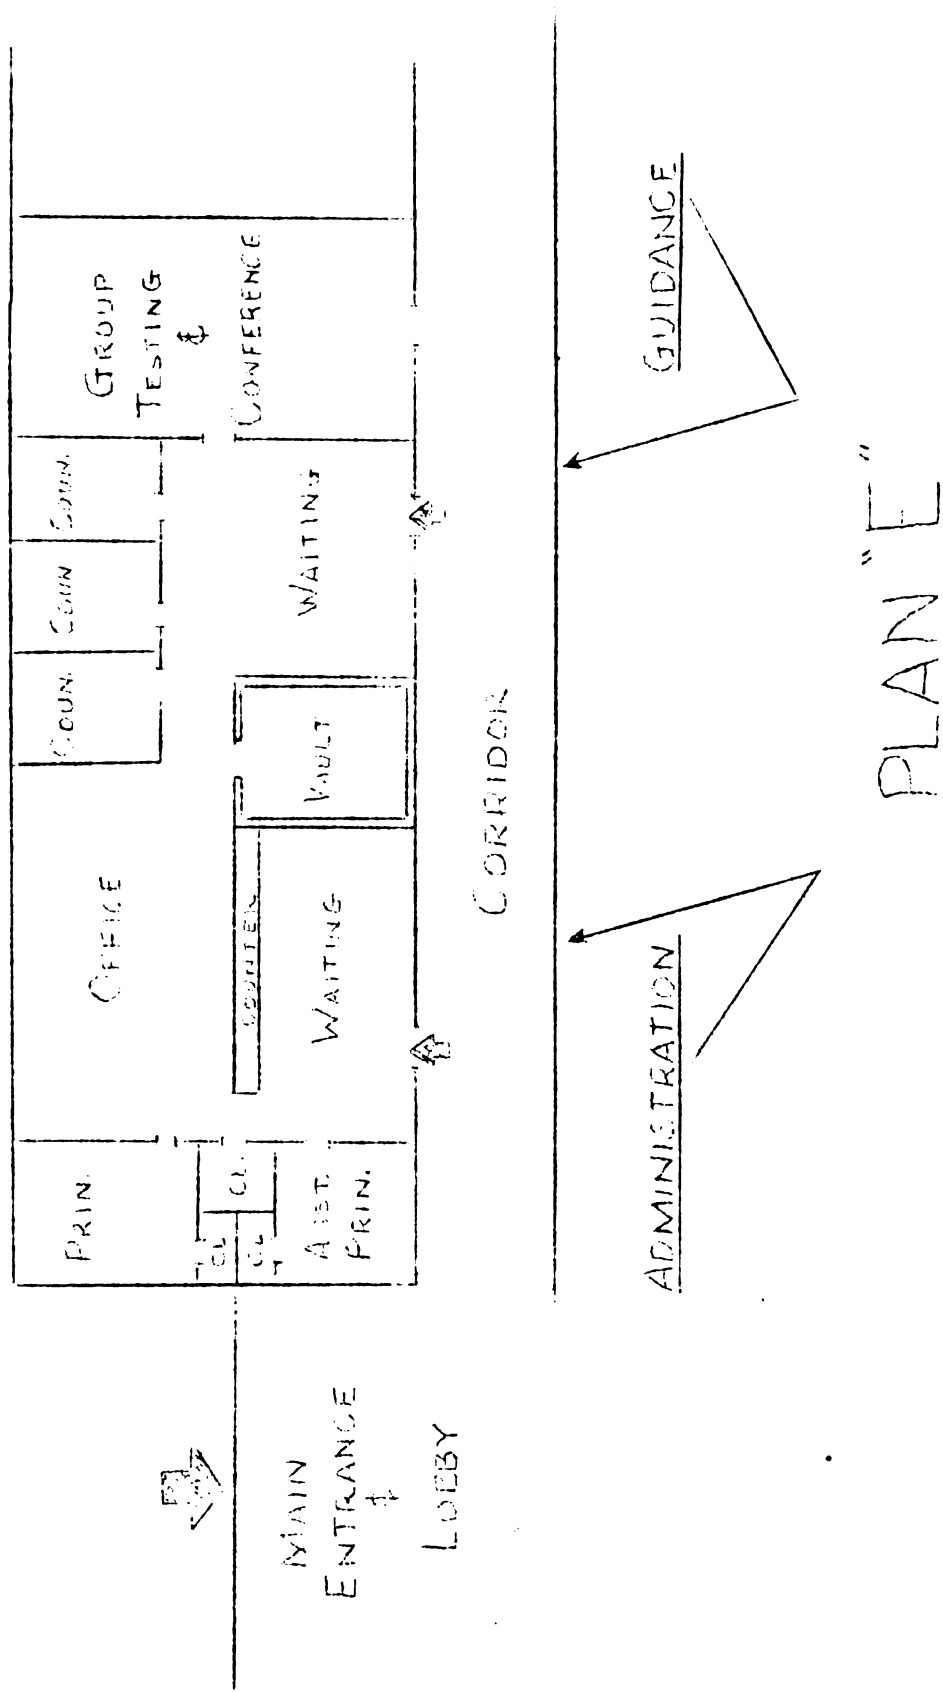 PRIN.
OFFICE
COUN.
COUN
COUN.
GROUP
TESTING
&
CONFERENCE
CL
CL
CL.
COUNTER
ASST.
PRIN.
WAITING
VAULT
WAITING
MAIN
ENTRANCE
&
LOBBY
CORRIDOR
ADMINISTRATION
GUIDANCE
PLAN "E"